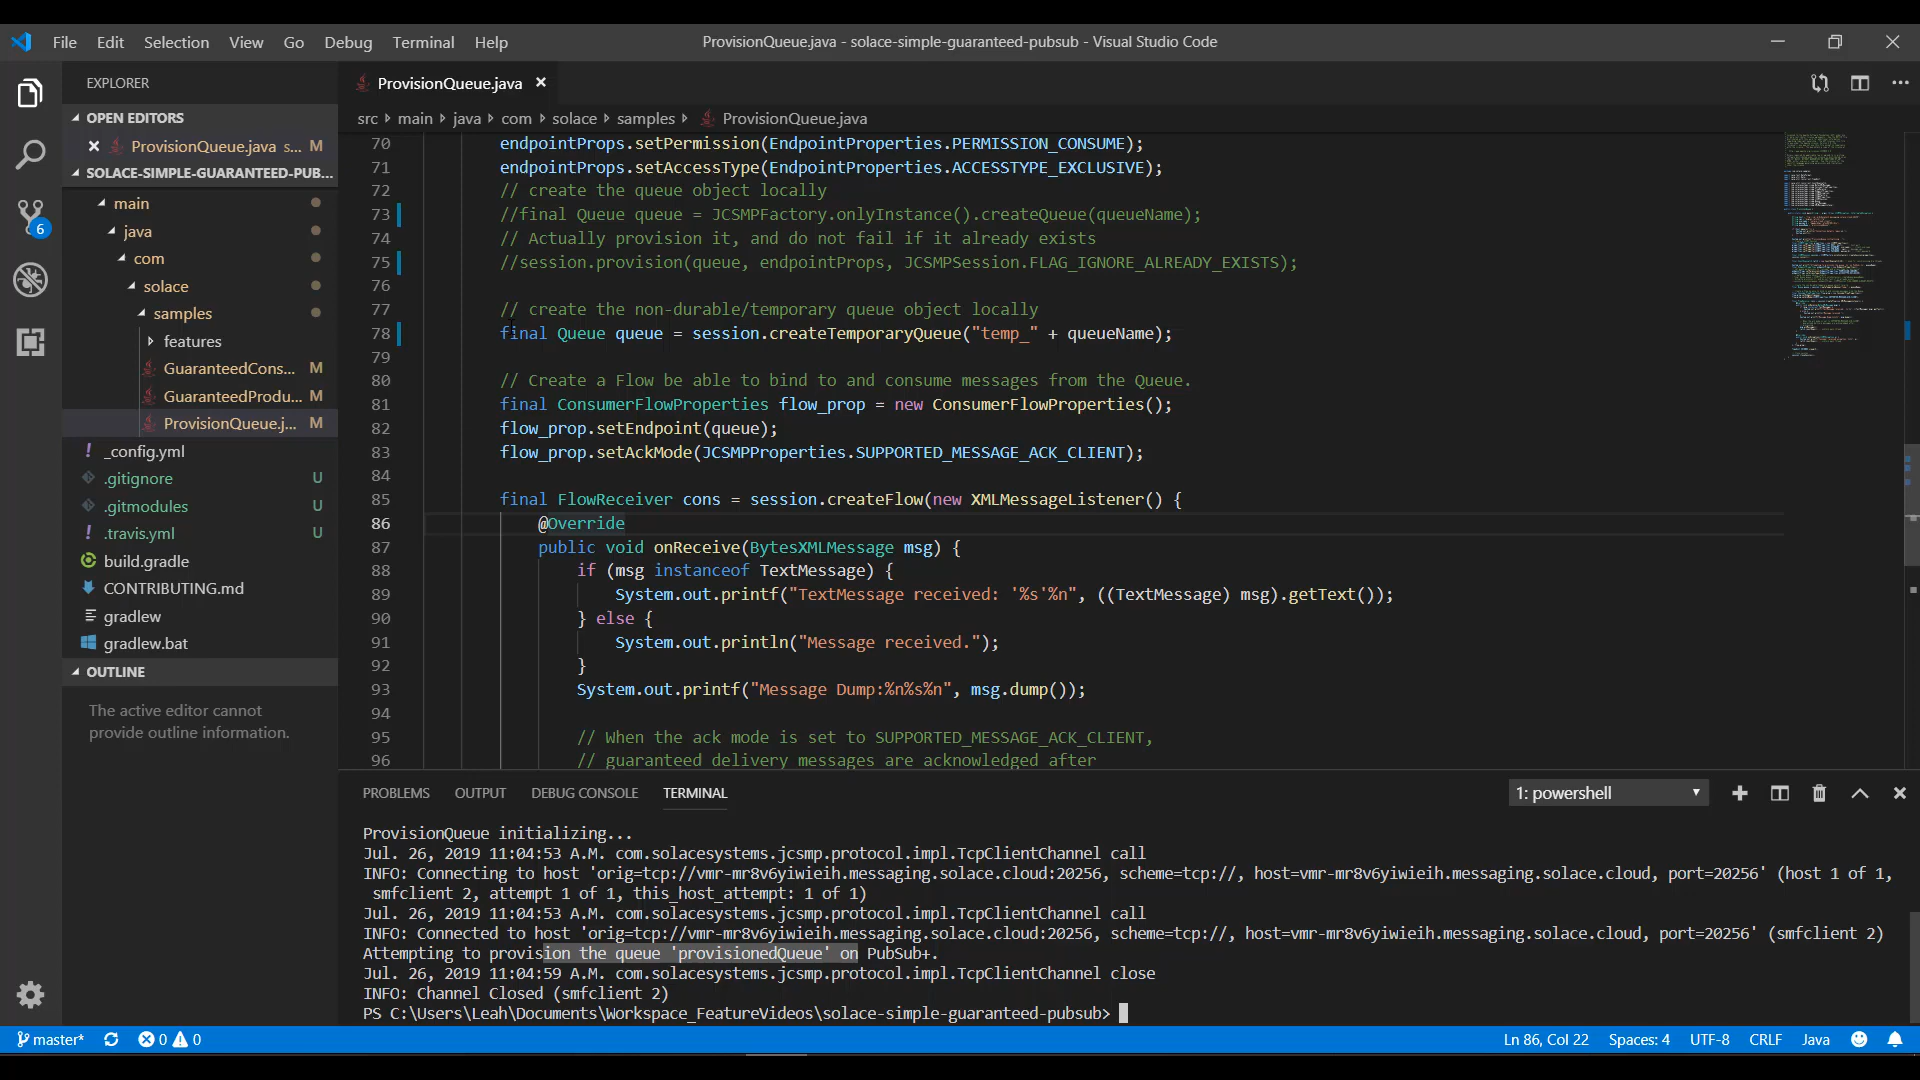 File Edit Selection View Go Debug Terminal Help
ProvisionQueue.java - solace-simple-guaranteed-pubsub - Visual Studio Code
EXPLORER
OPEN EDITORS
ProvisionQueue.java s... M
SOLACE-SIMPLE-GUARANTEED-PUB...
main
java
com
solace
samples
features
GuaranteedCons... M
GuaranteedProdu... M
ProvisionQueue.j... M
_config.yml
.gitignore U
.gitmodules U
.travis.yml U
build.gradle
CONTRIBUTING.md
gradlew
gradlew.bat
OUTLINE
The active editor cannot
provide outline information.
6
ProvisionQueue.java
src main java com solace samples ProvisionQueue.java
70 endpointProps.setPermission(EndpointProperties.PERMISSION_CONSUME);
71 endpointProps.setAccessType(EndpointProperties.ACCESSTYPE_EXCLUSIVE);
72 // create the queue object locally
73 //final Queue queue = JCSMPFactory.onlyInstance().createQueue(queueName);
74 // Actually provision it, and do not fail if it already exists
75 //session.provision(queue, endpointProps, JCSMPSession.FLAG_IGNORE_ALREADY_EXISTS);
76
77 // create the non-durable/temporary queue object locally
78 final Queue queue = session.createTemporaryQueue("temp_" + queueName);
79
80 // Create a Flow be able to bind to and consume messages from the Queue.
81 final ConsumerFlowProperties flow_prop = new ConsumerFlowProperties();
82 flow_prop.setEndpoint(queue);
83 flow_prop.setAckMode(JCSMPProperties.SUPPORTED_MESSAGE_ACK_CLIENT);
84
85 final FlowReceiver cons = session.createFlow(new XMLMessageListener() {
86 @Override
87 public void onReceive(BytesXMLMessage msg) {
88 if (msg instanceof TextMessage) {
89 System.out.printf("TextMessage received: '%s'%n", ((TextMessage) msg).getText());
90 } else {
91 System.out.println("Message received.");
92 }
93 System.out.printf("Message Dump:%n%s%n", msg.dump());
94
95 // When the ack mode is set to SUPPORTED_MESSAGE_ACK_CLIENT,
96 // guaranteed delivery messages are acknowledged after
PROBLEMS OUTPUT DEBUG CONSOLE TERMINAL 1: powershell
ProvisionQueue initializing...
Jul. 26, 2019 11:04:53 A.M. com.solacesystems.jcsmp.protocol.impl.TcpClientChannel call
INFO: Connecting to host 'orig=tcp://vmr-mr8v6yiwieih.messaging.solace.cloud:20256, scheme=tcp://, host=vmr-mr8v6yiwieih.messaging.solace.cloud, port=20256' (host 1 of 1,
smfclient 2, attempt 1 of 1, this_host_attempt: 1 of 1)
Jul. 26, 2019 11:04:53 A.M. com.solacesystems.jcsmp.protocol.impl.TcpClientChannel call
INFO: Connected to host 'orig=tcp://vmr-mr8v6yiwieih.messaging.solace.cloud:20256, scheme=tcp://, host=vmr-mr8v6yiwieih.messaging.solace.cloud, port=20256' (smfclient 2)
Attempting to provision the queue 'provisionedQueue' on PubSub+.
Jul. 26, 2019 11:04:59 A.M. com.solacesystems.jcsmp.protocol.impl.TcpClientChannel close
INFO: Channel Closed (smfclient 2)
PS C:\Users\Leah\Documents\Workspace_FeatureVideos\solace-simple-guaranteed-pubsub>
master* 0 0 Ln 86, Col 22 Spaces: 4 UTF-8 CRLF Java